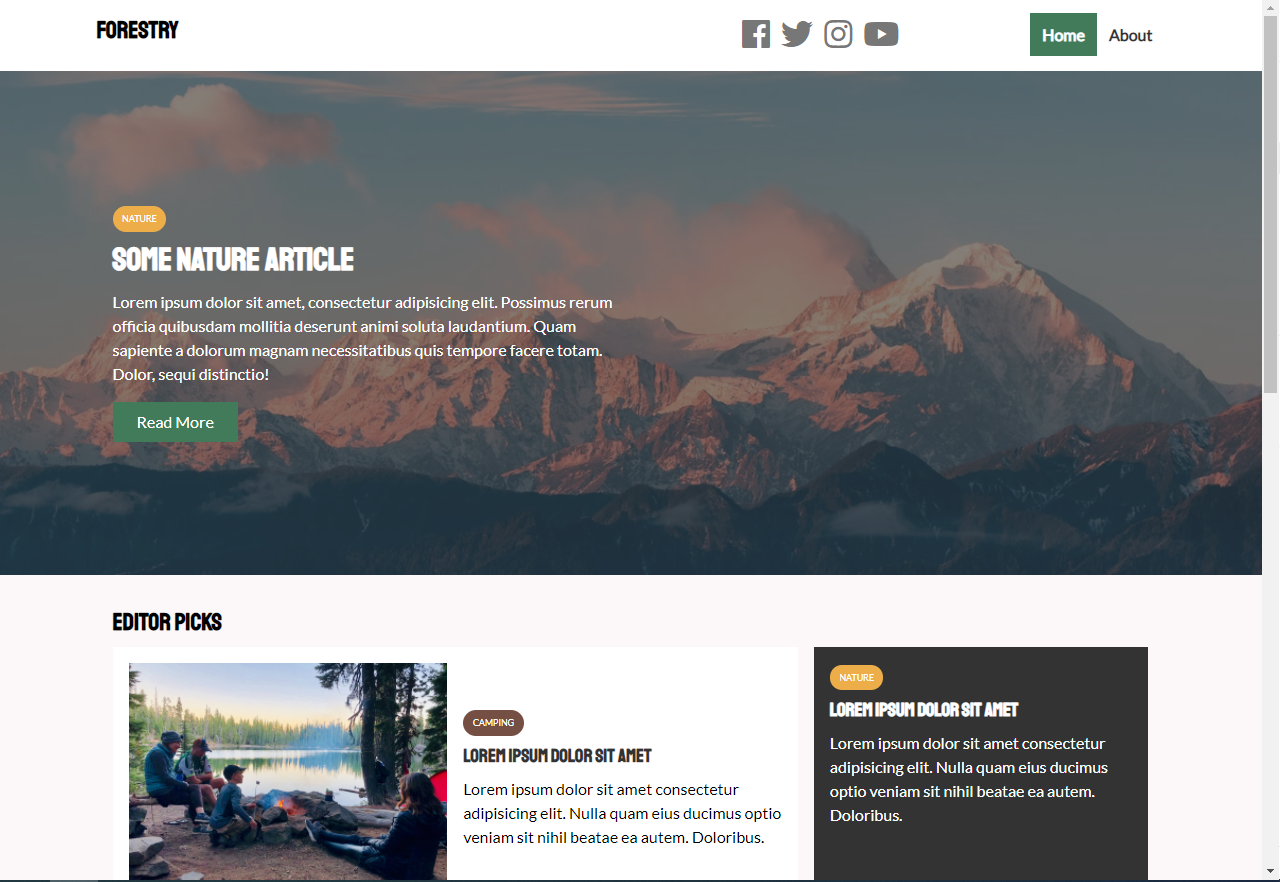 FORESTRY
Home
About
NATURE
SOME NATURE ARTICLE
Lorem ipsum dolor sit amet, consectetur adipisicing elit. Possimus rerum
officia quibusdam mollitia deserunt animi soluta laudantium. Quam
sapiente a dolorum magnam necessitatibus quis tempore facere totam.
Dolor, sequi distinctio!
Read More
EDITOR PICKS
CAMPING
LOREM IPSUM DOLOR SIT AMET
Lorem ipsum dolor sit amet consectetur
adipisicing elit. Nulla quam eius ducimus optio
veniam sit nihil beatae ea autem. Doloribus.
NATURE
LOREM IPSUM DOLOR SIT AMET
Lorem ipsum dolor sit amet consectetur
adipisicing elit. Nulla quam eius ducimus
optio veniam sit nihil beatae ea autem.
Doloribus.